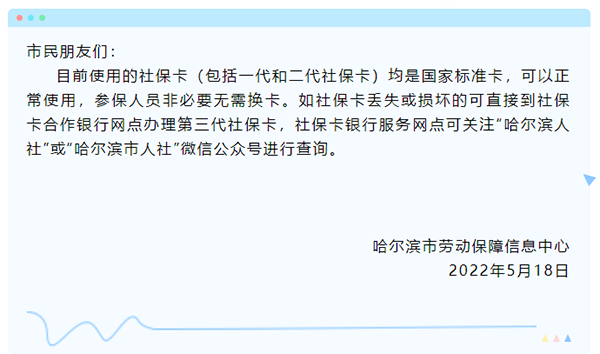 市民朋友们：
目前使用的社保卡（包括一代和二代社保卡）均是国家标准卡，可以正
常使用，参保人员非必要无需换卡。如社保卡丢失或损坏的可直接到社保
卡合作银行网点办理第三代社保卡，社保卡银行服务网点可关注“哈尔滨人
社”或“哈尔滨市人社”微信公众号进行查询。
哈尔滨市劳动保障信息中心
2022年5月18日